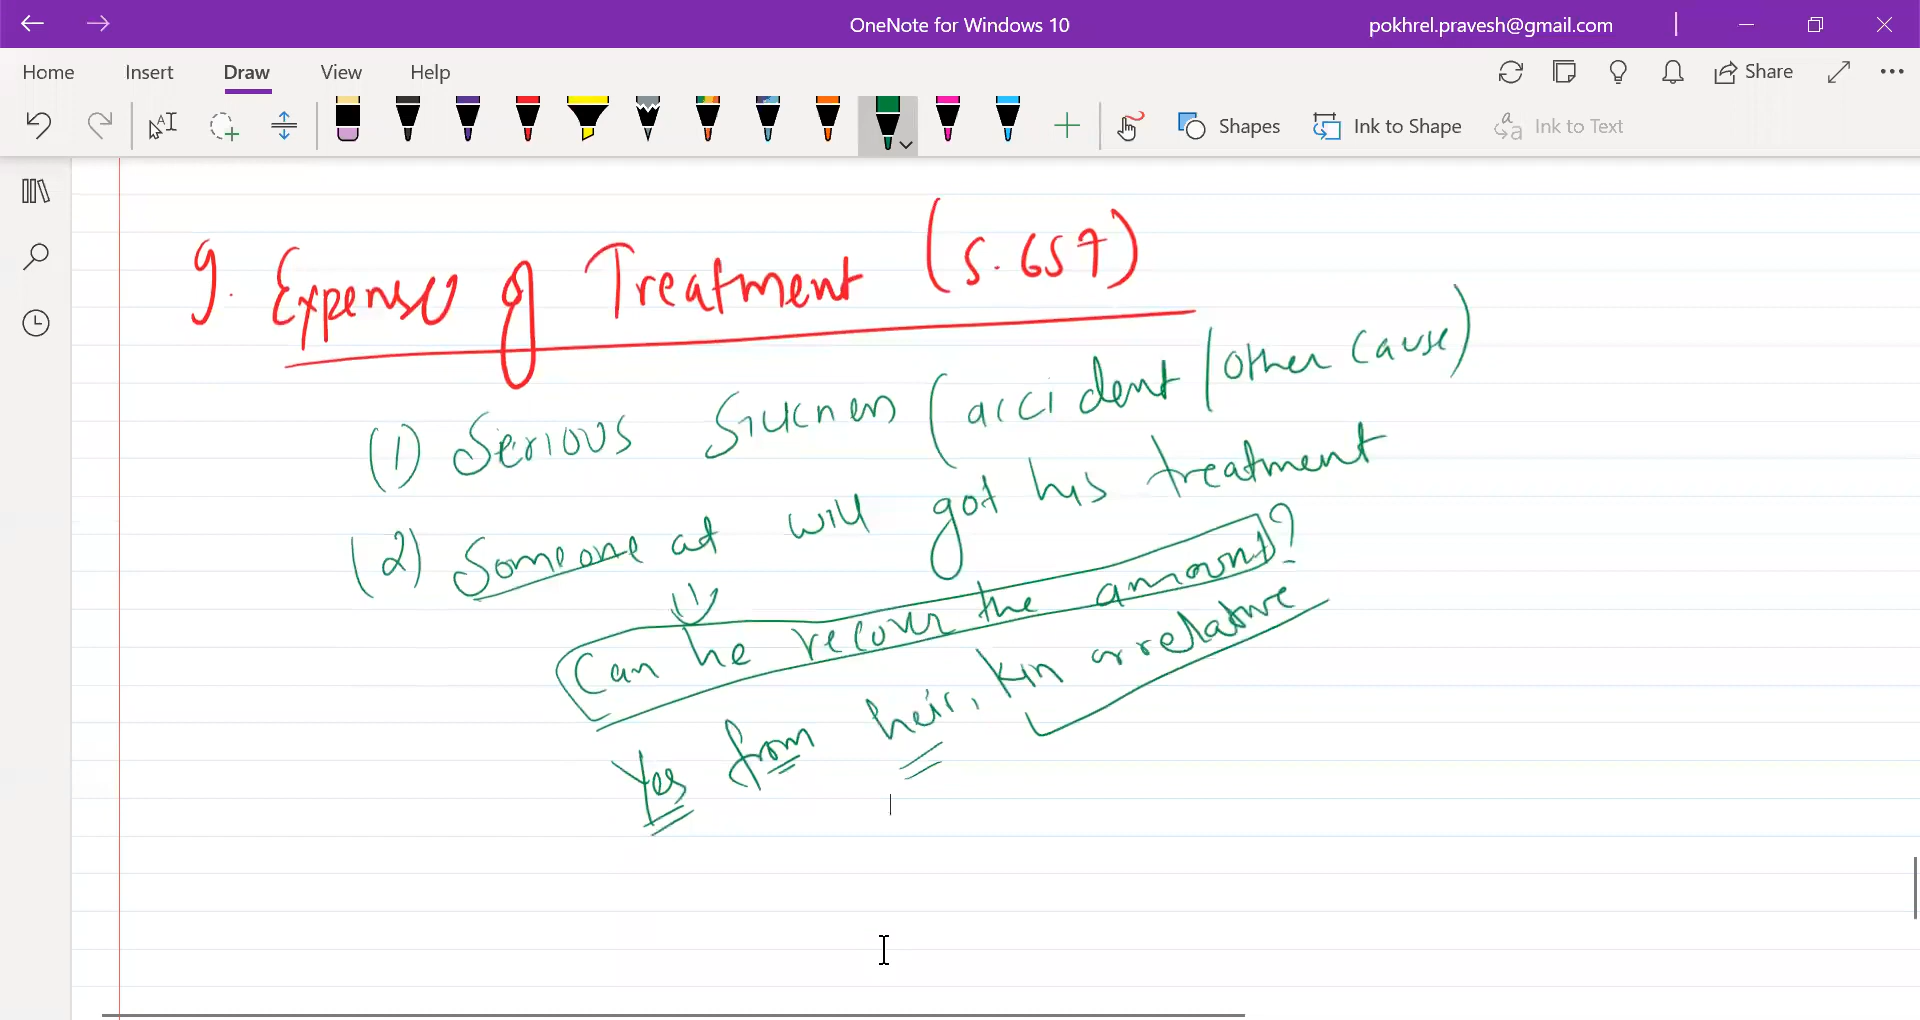 OneNote for Windows 10
pokhrel.pravesh@gmail.com
Home Insert Draw View Help
Share
Shapes Ink to Shape Ink to Text
9. Expense of Treatment (S. 657)
(1) Serious Sickness (accident / other cause)
(2) Someone at will got his treatment
Can he recover the amount?
Yes from heir, kin or relative